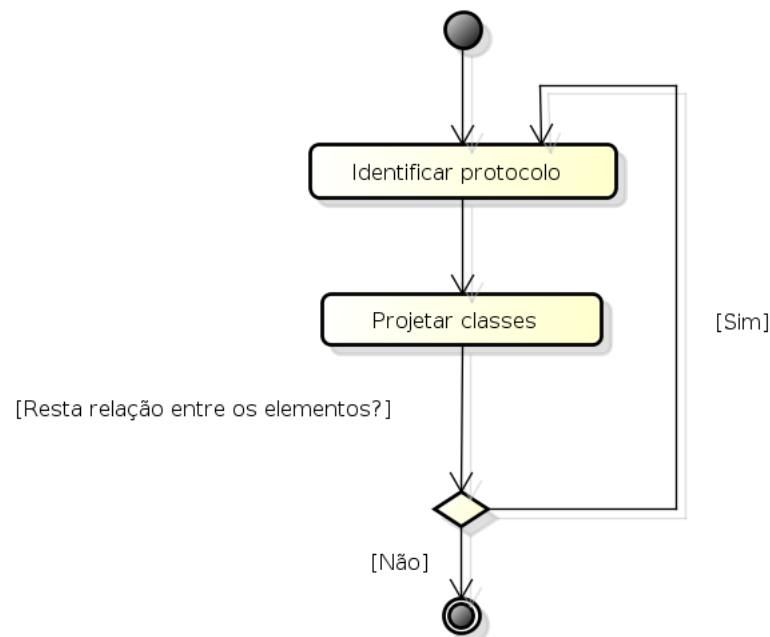 Identificar protocolo
Projetar classes
[Sim]
[Resta relação entre os elementos?]
[Não]